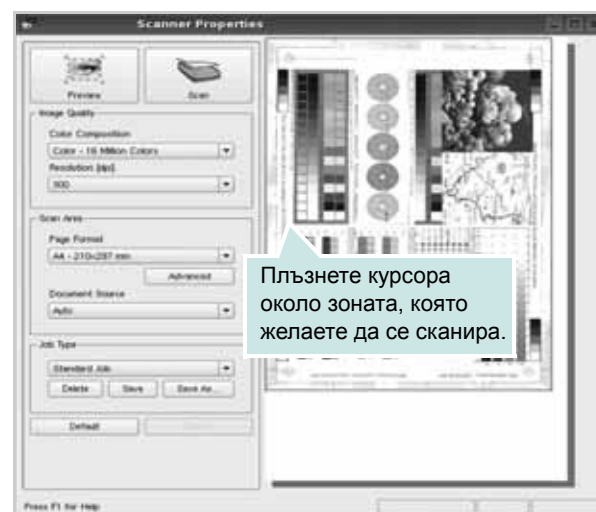 Scanner Properties
Preview
Scan
Image Quality
Color Composition
Color - 16 Million Colors
Resolution [dpi]
300
Scan Area
Page Format
A4 - 210x297 mm
Advanced
Document Source
Auto
Job Type
Standard Job
Delete
Save
Save As...
Default
Press F1 for Help
Плъзнете курсора
около зоната, която
желаете да се сканира.